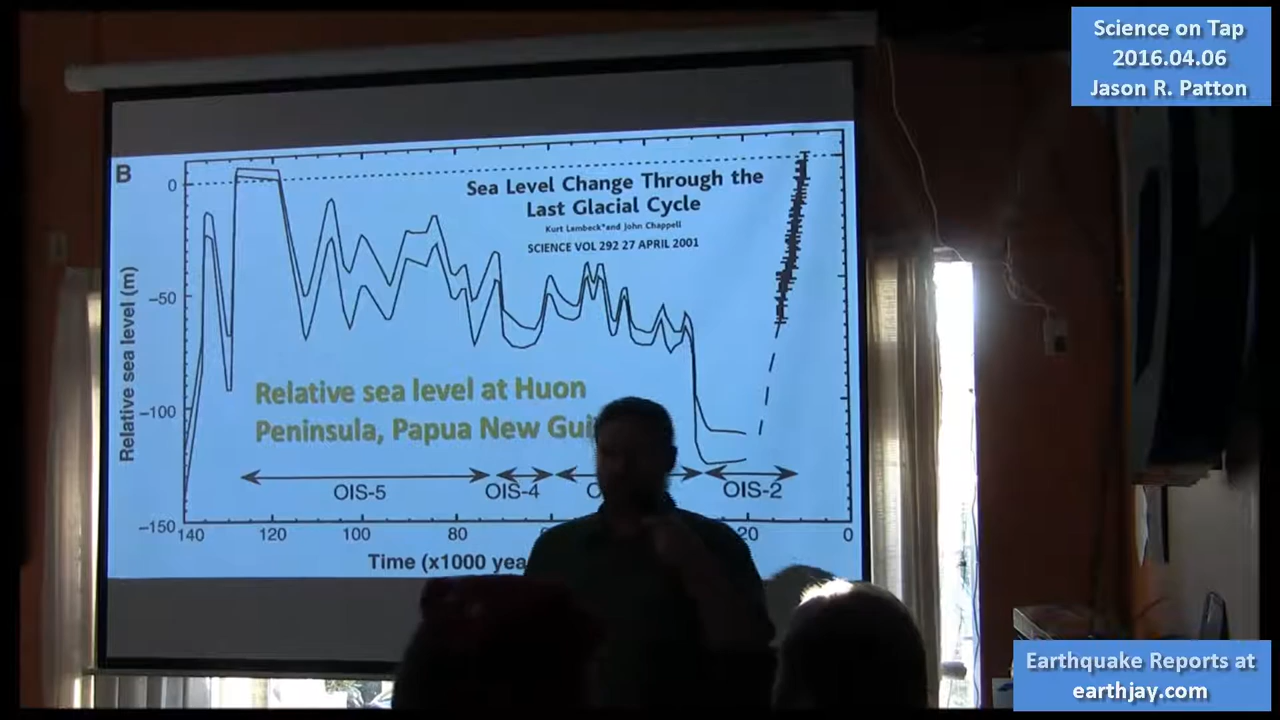 Science on Tap
2016.04.06
Jason R. Patton
B
Sea Level Change Through the
Last Glacial Cycle
Kurt Lambeck* and John Chappell
SCIENCE VOL 292 27 APRIL 2001
Relative sea level (m)
0
−50
−100
−150
Relative sea level at Huon
Peninsula, Papua New Gui
OIS-5
OIS-4
OIS-2
140
120
100
80
20
0
Time (x1000 yea
Earthquake Reports at
earthjay.com